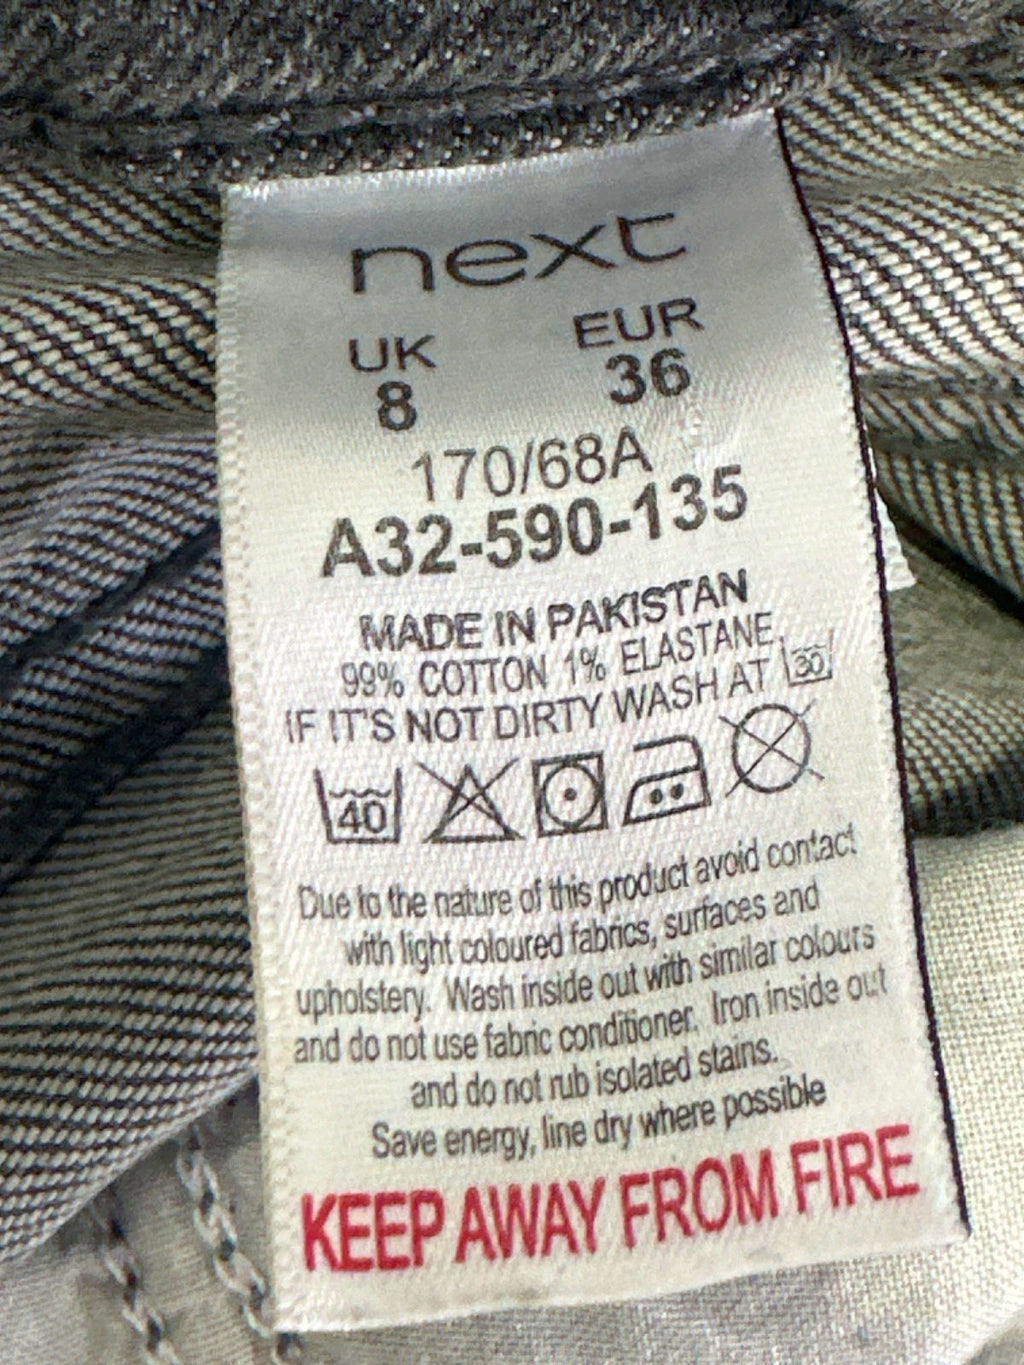 next
UK EUR
8 36
170/68A
A32-590-135
MADE IN PAKISTAN
99% COTTON 1% ELASTANE
IF IT'S NOT DIRTY WASH AT 30
40
Due to the nature of this product avoid contact
with light coloured fabrics, surfaces and
upholstery. Wash inside out with similar colours
and do not use fabric conditioner. Iron inside out
and do not rub isolated stains.
Save energy, line dry where possible
KEEP AWAY FROM FIRE